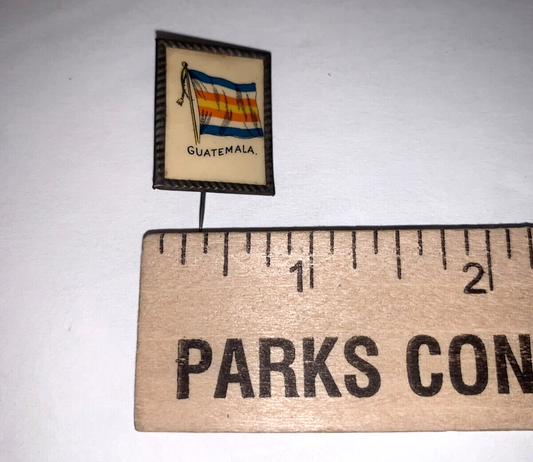 GUATEMALA.
1 2
PARKS CON